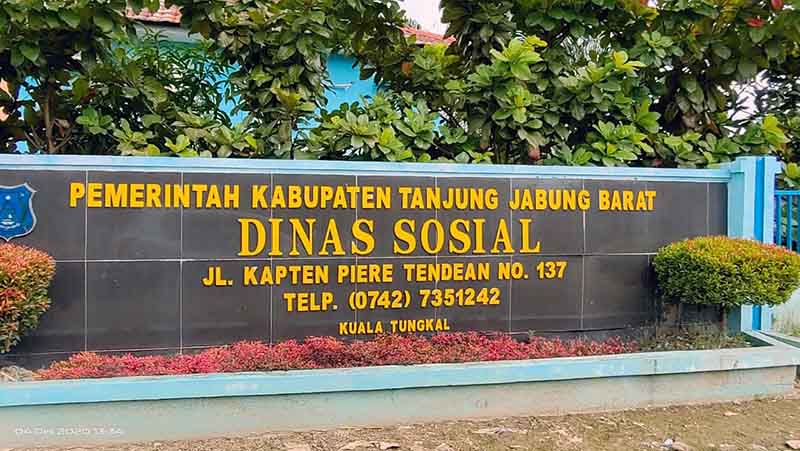 PEMERINTAH KABUPATEN TANJUNG JABUNG BARAT
DINAS SOSIAL
JL. KAPTEN PIERE TENDEAN NO. 137
TELP. (0742) 7351242
KUALA TUNGKAL